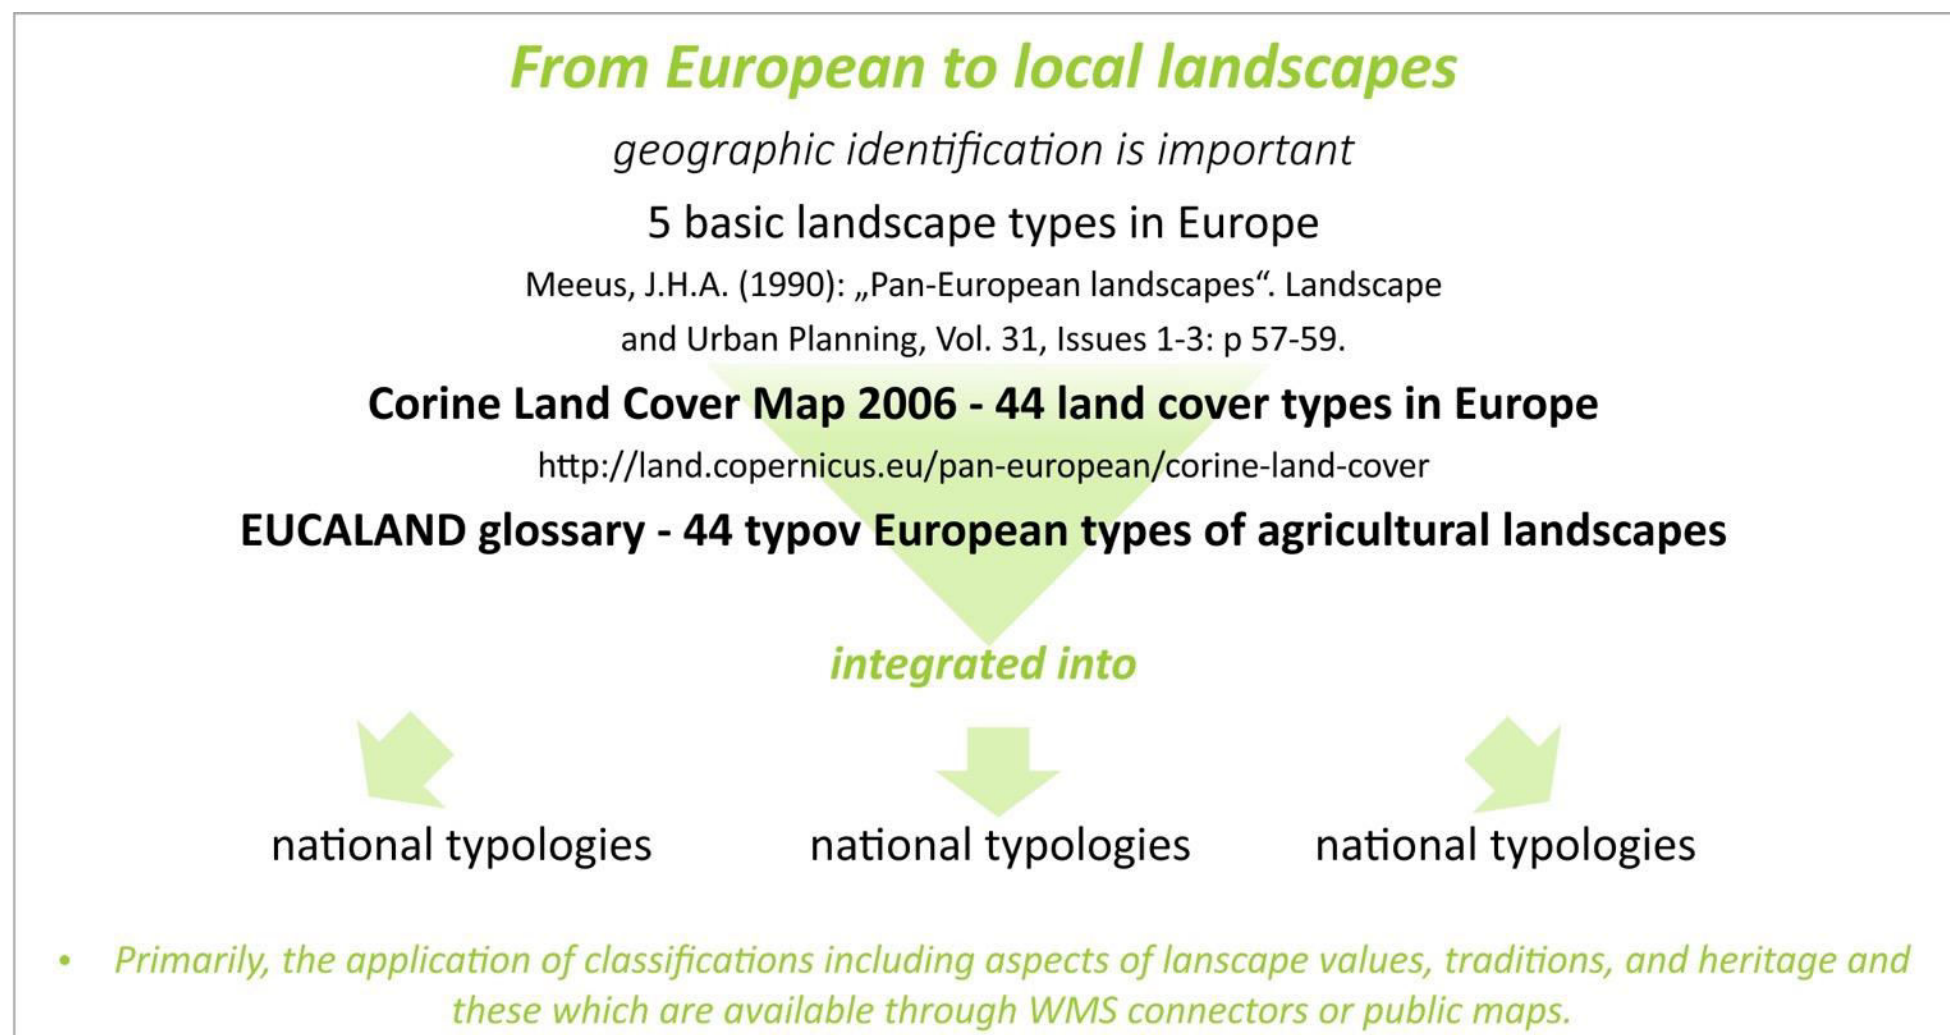 From European to local landscapes
geographic identification is important
5 basic landscape types in Europe
Meeus, J.H.A. (1990): „Pan-European landscapes“. Landscape
and Urban Planning, Vol. 31, Issues 1-3: p 57-59.
Corine Land Cover Map 2006 - 44 land cover types in Europe
http://land.copernicus.eu/pan-european/corine-land-cover
EUCALAND glossary - 44 typov European types of agricultural landscapes
integrated into
national typologies national typologies national typologies
• Primarily, the application of classifications including aspects of lanscape values, traditions, and heritage and
these which are available through WMS connectors or public maps.